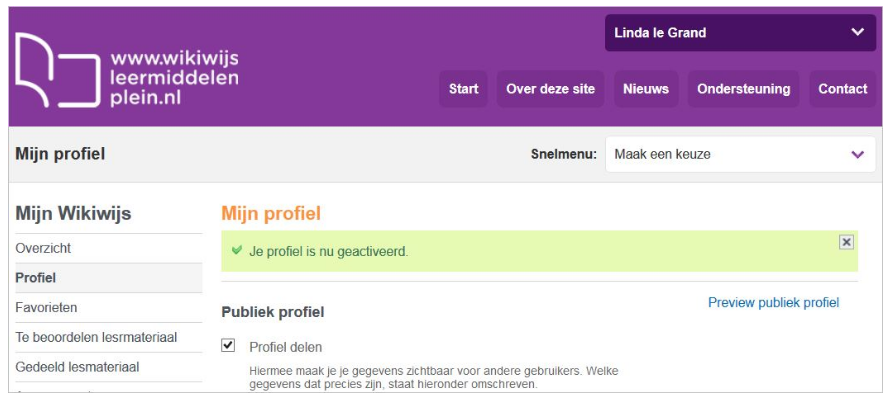 www.wikiwijs
leermiddelen
plein.nl
Linda le Grand
Start Over deze site Nieuws Ondersteuning Contact
Mijn profiel
Snelmenu: Maak een keuze
Mijn Wikiwijs
Overzicht
Profiel
Favorieten
Te beoordelen lesrmateriaal
Gedeeld lesmateriaal
Mijn profiel
Je profiel is nu geactiveerd.
Preview publiek profiel
Publiek profiel
Profiel delen
Hiermee maak je je gegevens zichtbaar voor andere gebruikers. Welke
gegevens dat precies zijn, staat hieronder omschreven.